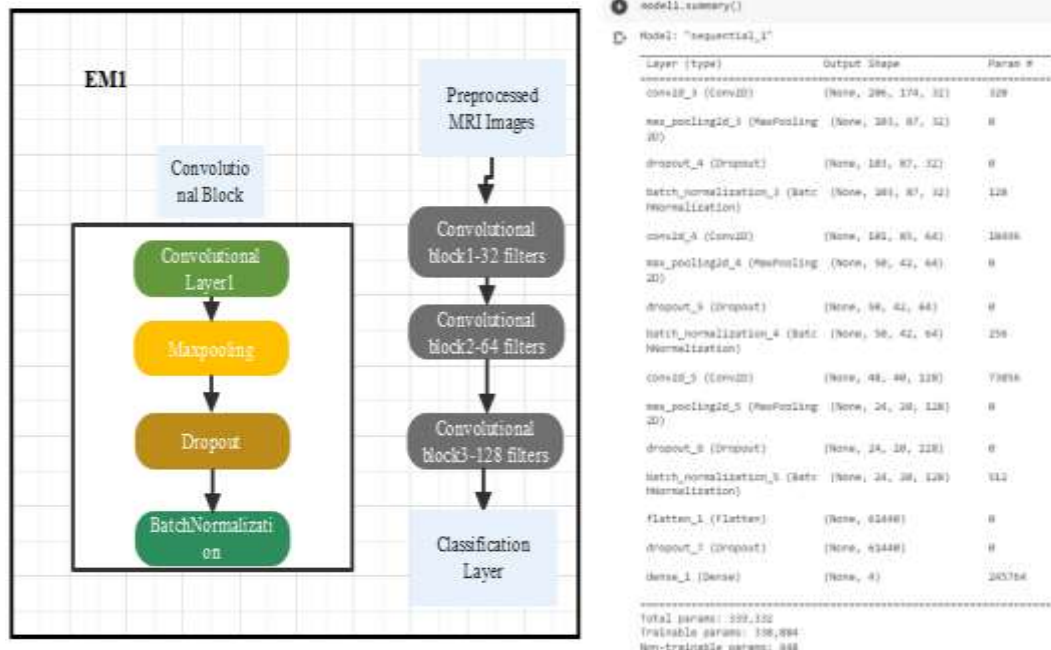 EM1
Convolutio
nal Block
Convolutional
Layer1
Maxpooling
Dropout
BatchNormalizati
on
Preprocessed
MRI Images
Convolutional
block1-32 filters
Convolutional
block2-64 filters
Convolutional
block3-128 filters
Classification
Layer
model1.summary()
Model: "sequential_1"
Layer (type) Output Shape Param #
conv2d_3 (Conv2D) (None, 206, 174, 32) 320
max_pooling2d_3 (MaxPooling (None, 103, 87, 32) 0
2D)
dropout_4 (Dropout) (None, 103, 87, 32) 0
batch_normalization_3 (Batc (None, 103, 87, 32) 128
hNormalization)
conv2d_4 (Conv2D) (None, 101, 85, 64) 18496
max_pooling2d_4 (MaxPooling (None, 50, 42, 64) 0
2D)
dropout_5 (Dropout) (None, 50, 42, 64) 0
batch_normalization_4 (Batc (None, 50, 42, 64) 256
hNormalization)
conv2d_5 (Conv2D) (None, 48, 40, 128) 73856
max_pooling2d_5 (MaxPooling (None, 24, 20, 128) 0
2D)
dropout_6 (Dropout) (None, 24, 20, 128) 0
batch_normalization_5 (Batc (None, 24, 20, 128) 512
hNormalization)
flatten_1 (Flatten) (None, 61440) 0
dropout_7 (Dropout) (None, 61440) 0
dense_1 (Dense) (None, 4) 245764
Total params: 339,332
Trainable params: 338,884
Non-trainable params: 448